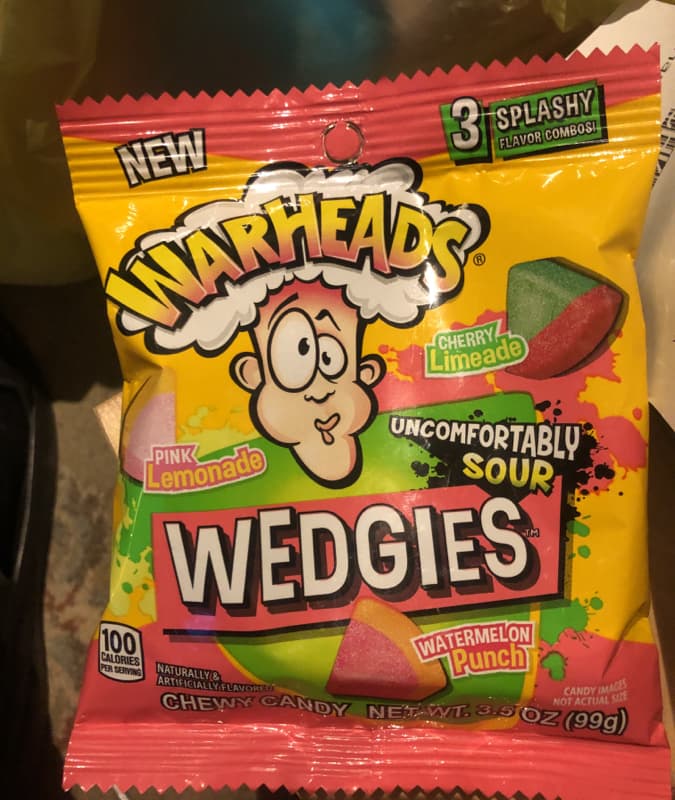 NEW
3 SPLASHY
FLAVOR COMBOS!
WARHEADS®
CHERRY
Limeade
UNCOMFORTABLY
SOUR
PINK
Lemonade
WEDGIES™
WATERMELON
Punch
100
CALORIES
PER SERVING
NATURALLY &
ARTIFICIALLY FLAVORED
CHEWY CANDY NET WT. 3.5 OZ (99g)
CANDY IMAGES
NOT ACTUAL SIZE